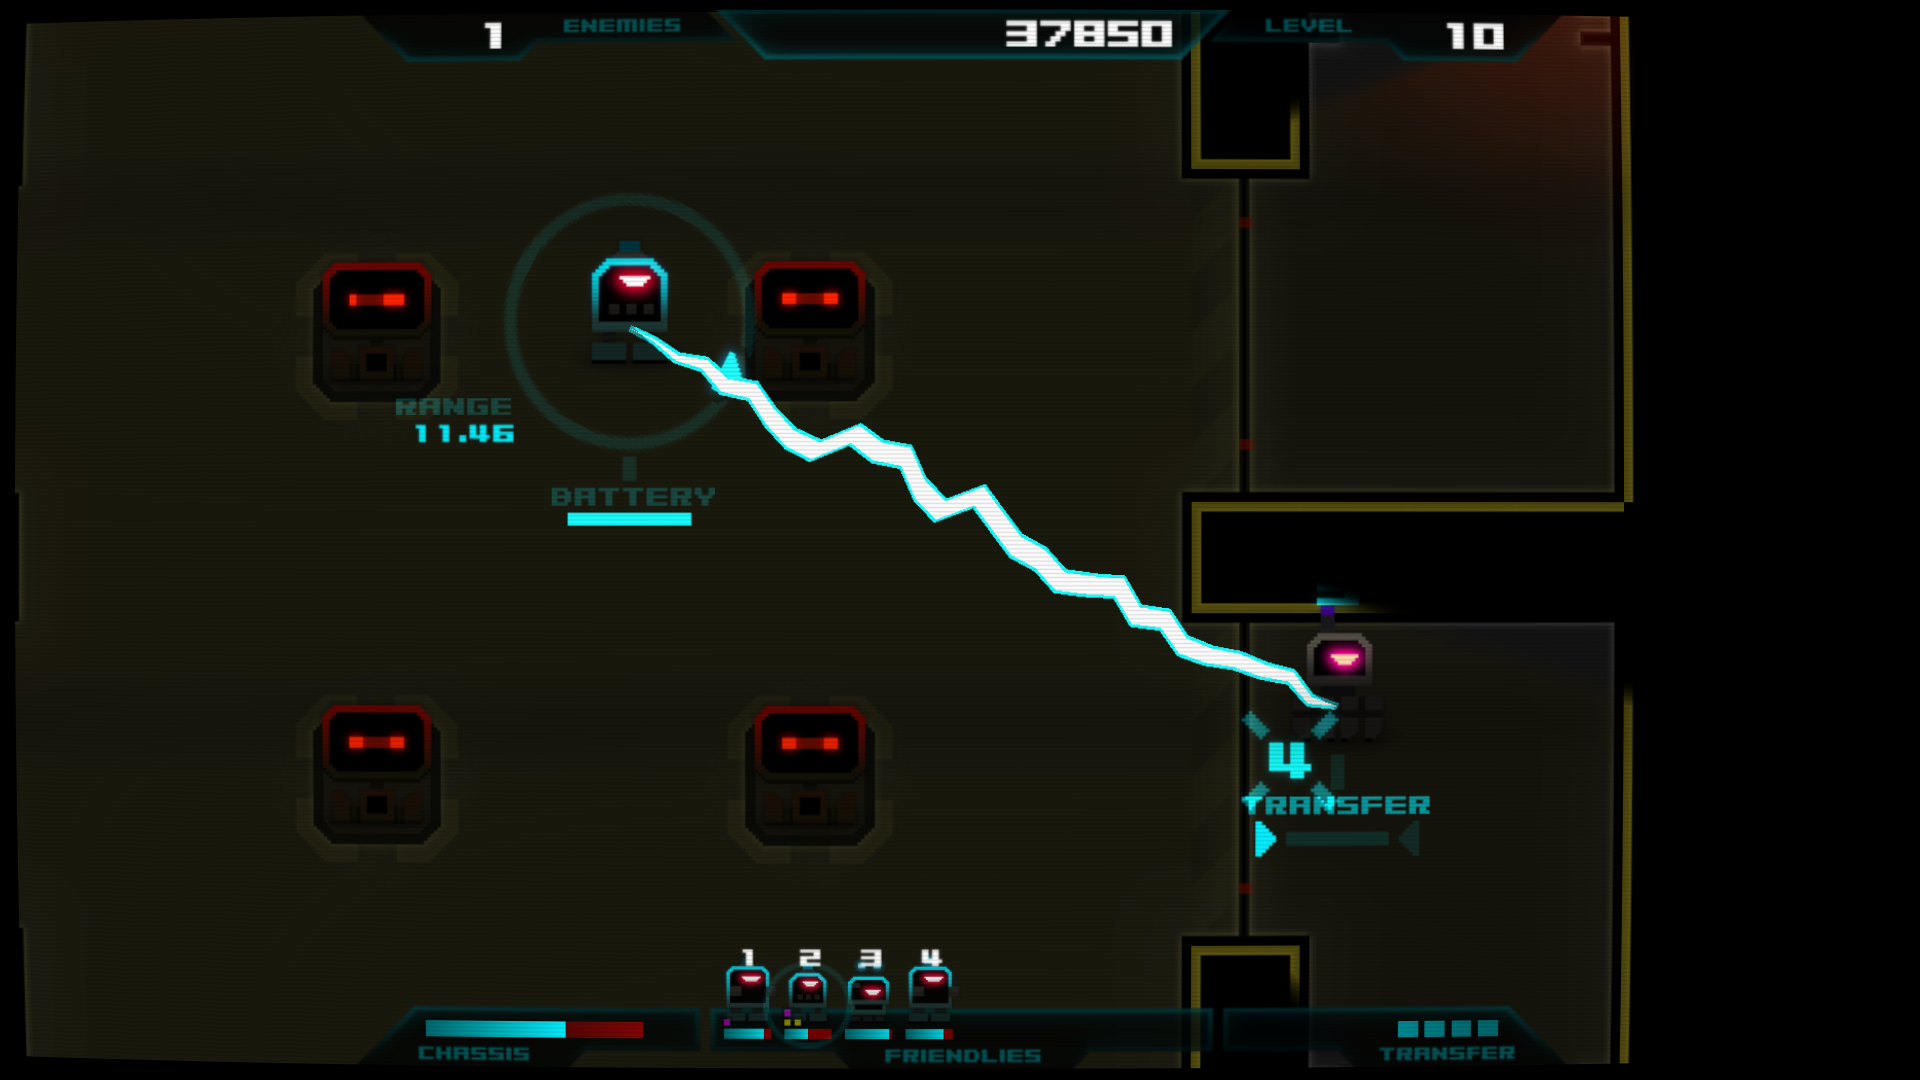 1 ENEMIES 37850 LEVEL 10
RANGE
11.46
BATTERY
4
TRANSFER
1 2 3 4
CHASSIS FRIENDLIES TRANSFER